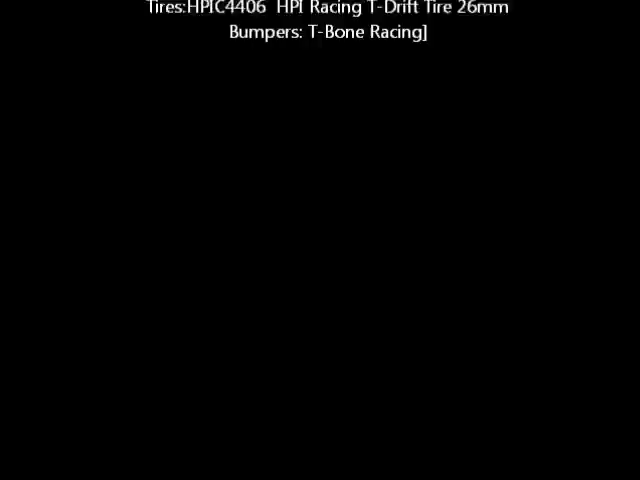 Tires:HPIC4406  HPI Racing T-Drift Tire 26mm
Bumpers: T-Bone Racing]